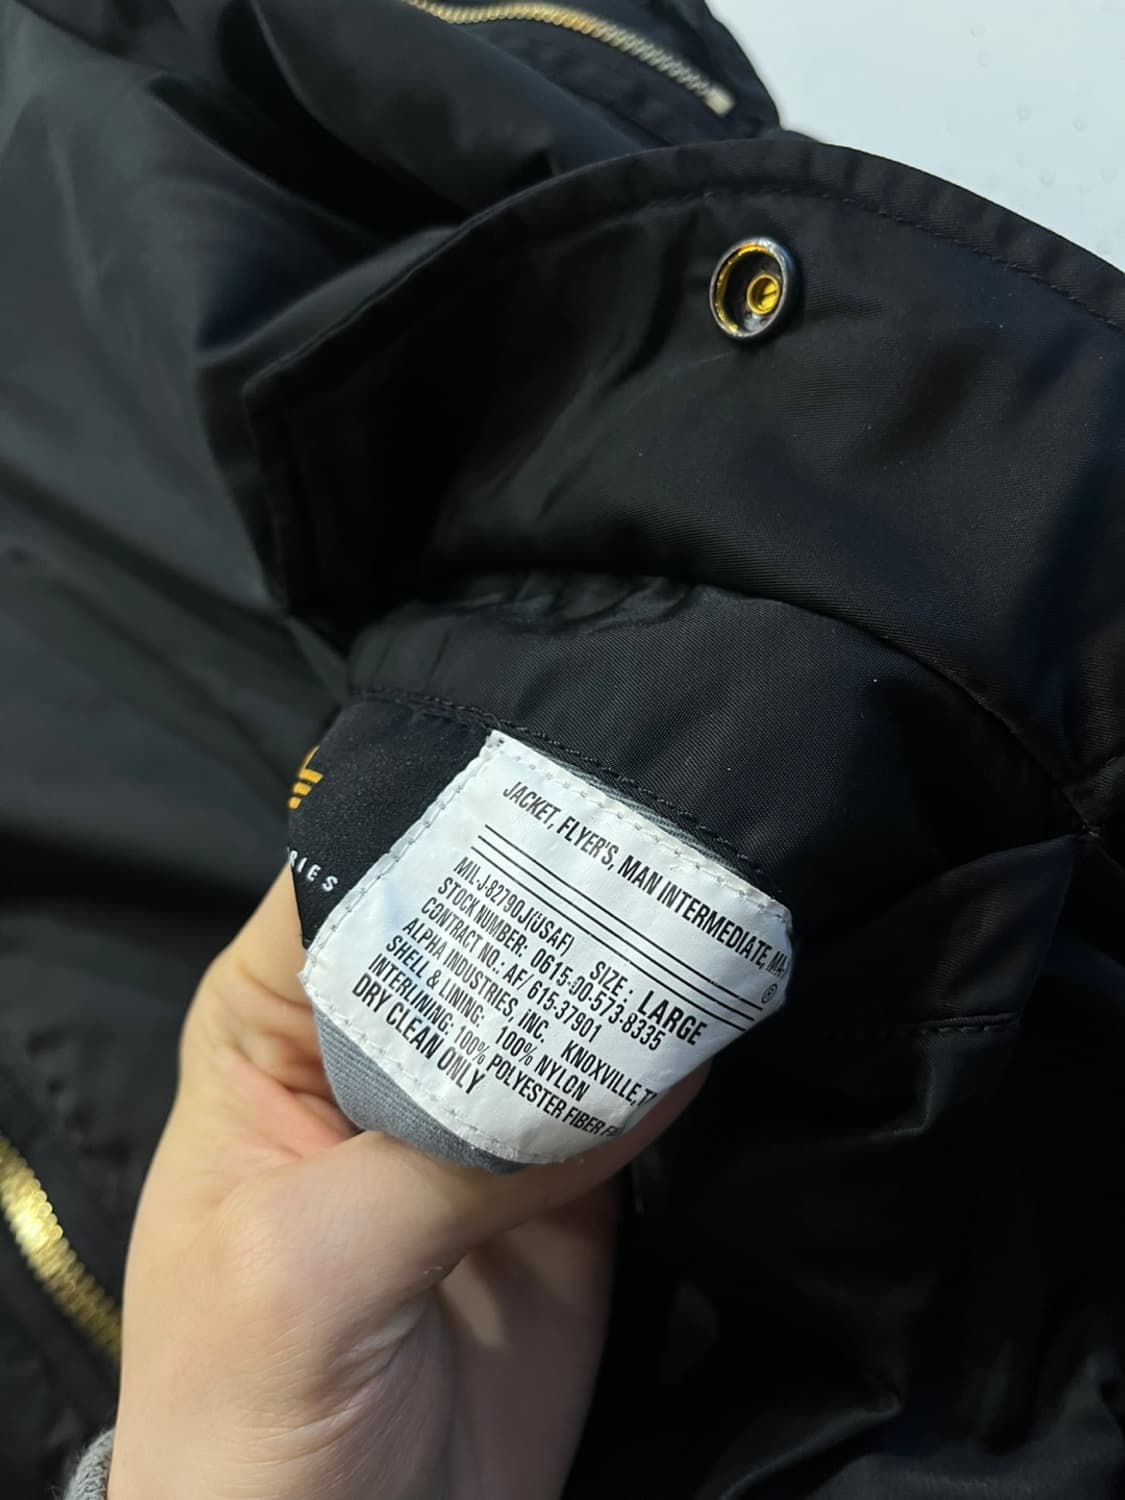 JACKET, FLYER'S, MAN INTERMEDIATE,
®
MIL-J-82790J(USAF) SIZE: LARGE
STOCK NUMBER: 0615-00-573-8335
CONTRACT NO.: AF/ 615-37901
ALPHA INDUSTRIES, INC. KNOXVILLE,
SHELL & LINING: 100% NYLON
INTERLINING: 100% POLYESTER FIBER
DRY CLEAN ONLY